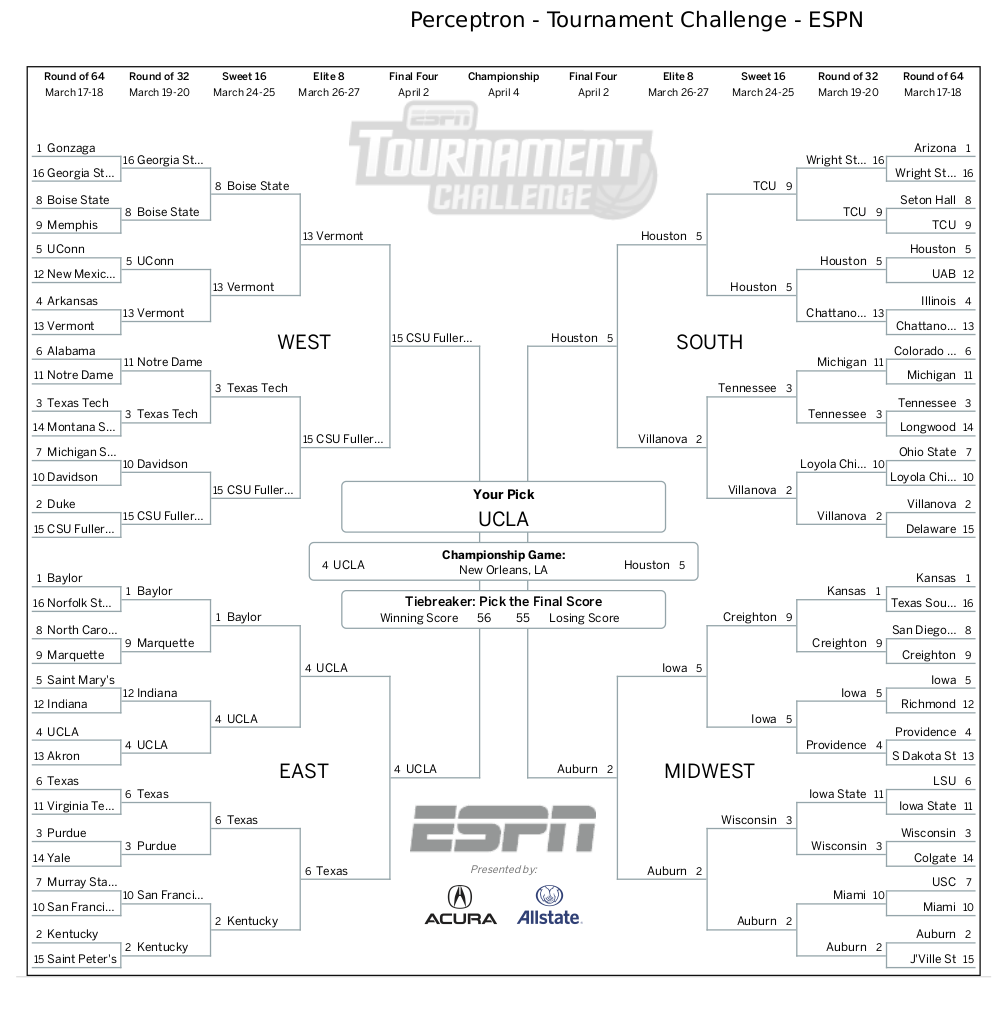 Perceptron - Tournament Challenge - ESPN
Round of 64 Round of 32 Sweet 16 Elite 8 Final Four Championship Final Four Elite 8 Sweet 16 Round of 32 Round of 64
March 17-18 March 19-20 March 24-25 March 26-27 April 2 April 4 April 2 March 26-27 March 24-25 March 19-20 March 17-18
ESPN
TOURNAMENT
CHALLENGE
1 Gonzaga
16 Georgia St...
8 Boise State
9 Memphis
5 UConn
12 New Mexic...
4 Arkansas
13 Vermont
6 Alabama
11 Notre Dame
3 Texas Tech
14 Montana S...
7 Michigan S...
10 Davidson
2 Duke
15 CSU Fuller...
16 Georgia St...
8 Boise State
5 UConn
13 Vermont
11 Notre Dame
3 Texas Tech
10 Davidson
15 CSU Fuller...
8 Boise State
13 Vermont
3 Texas Tech
15 CSU Fuller...
13 Vermont
15 CSU Fuller...
15 CSU Fuller...
WEST
Arizona 1
Wright St... 16
Seton Hall 8
TCU 9
Houston 5
UAB 12
Illinois 4
Chattano... 13
Colorado ... 6
Michigan 11
Tennessee 3
Longwood 14
Ohio State 7
Loyola Chi... 10
Villanova 2
Delaware 15
Wright St... 16
TCU 9
Houston 5
Chattano... 13
Michigan 11
Tennessee 3
Loyola Chi... 10
Villanova 2
TCU 9
Houston 5
Tennessee 3
Villanova 2
Houston 5
Villanova 2
Houston 5
SOUTH
Your Pick
UCLA
Championship Game:
New Orleans, LA
4 UCLA
Houston 5
Tiebreaker: Pick the Final Score
Winning Score 56 55 Losing Score
1 Baylor
16 Norfolk St...
8 North Caro...
9 Marquette
5 Saint Mary's
12 Indiana
4 UCLA
13 Akron
6 Texas
11 Virginia Te...
3 Purdue
14 Yale
7 Murray Sta...
10 San Franci...
2 Kentucky
15 Saint Peter's
1 Baylor
9 Marquette
12 Indiana
4 UCLA
6 Texas
3 Purdue
10 San Franci...
2 Kentucky
1 Baylor
4 UCLA
6 Texas
2 Kentucky
4 UCLA
6 Texas
4 UCLA
EAST
Kansas 1
Texas Sou... 16
San Diego... 8
Creighton 9
Iowa 5
Richmond 12
Providence 4
S Dakota St 13
LSU 6
Iowa State 11
Wisconsin 3
Colgate 14
USC 7
Miami 10
Auburn 2
J'Ville St 15
Kansas 1
Creighton 9
Iowa 5
Providence 4
Iowa State 11
Wisconsin 3
Miami 10
Auburn 2
Creighton 9
Iowa 5
Wisconsin 3
Auburn 2
Iowa 5
Auburn 2
Auburn 2
MIDWEST
ESPN
Presented by:
ACURA
Allstate